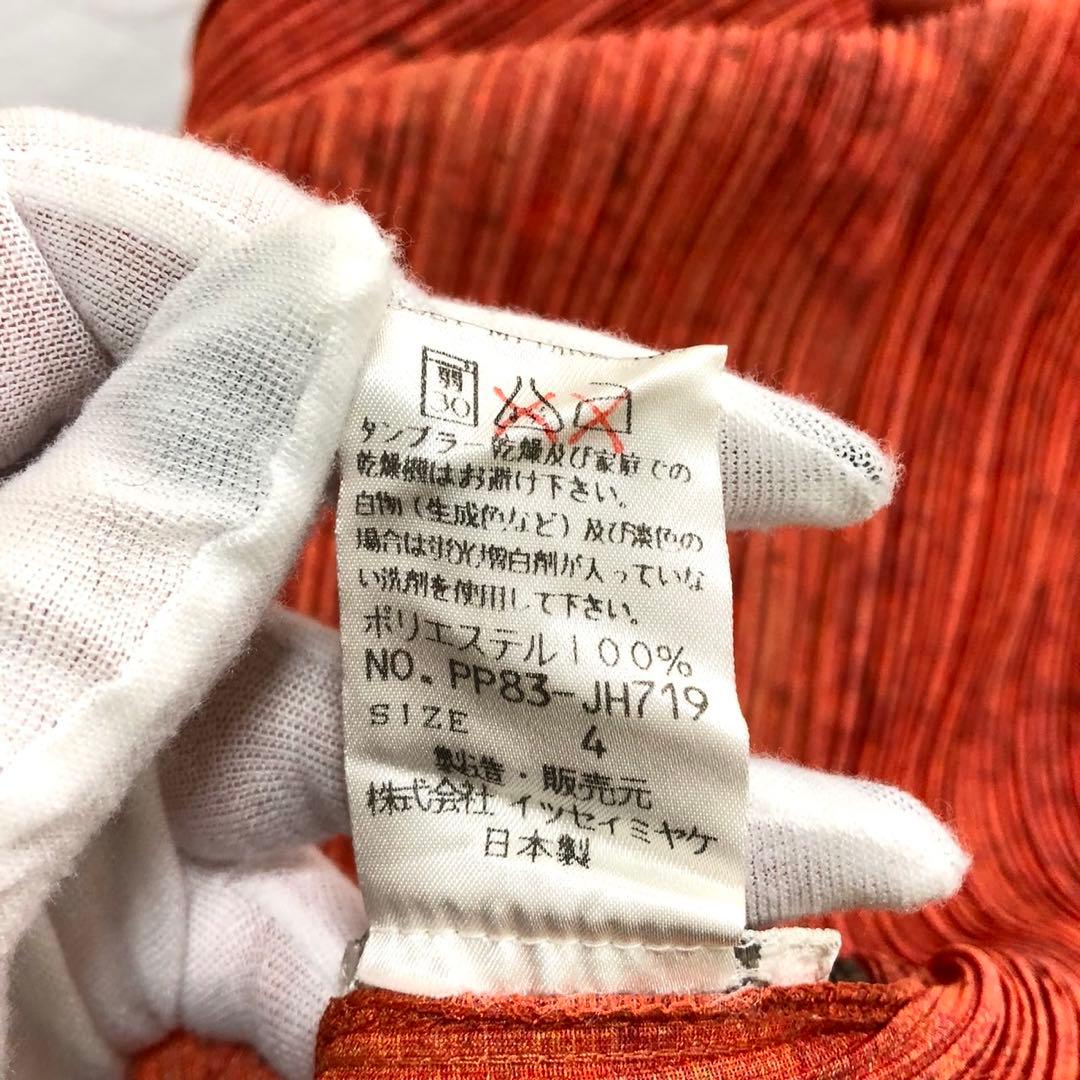 弱
30
タンブラー乾燥及び家庭での
乾燥機はお避け下さい。
白物(生成色など)及び淡色の
場合は蛍光増白剤が入っていな
い洗剤を使用して下さい。
ポリエステル100%
NO. PP83-JH719
SIZE 4
製造・販売元
株式会社 イッセイミヤケ
日本製